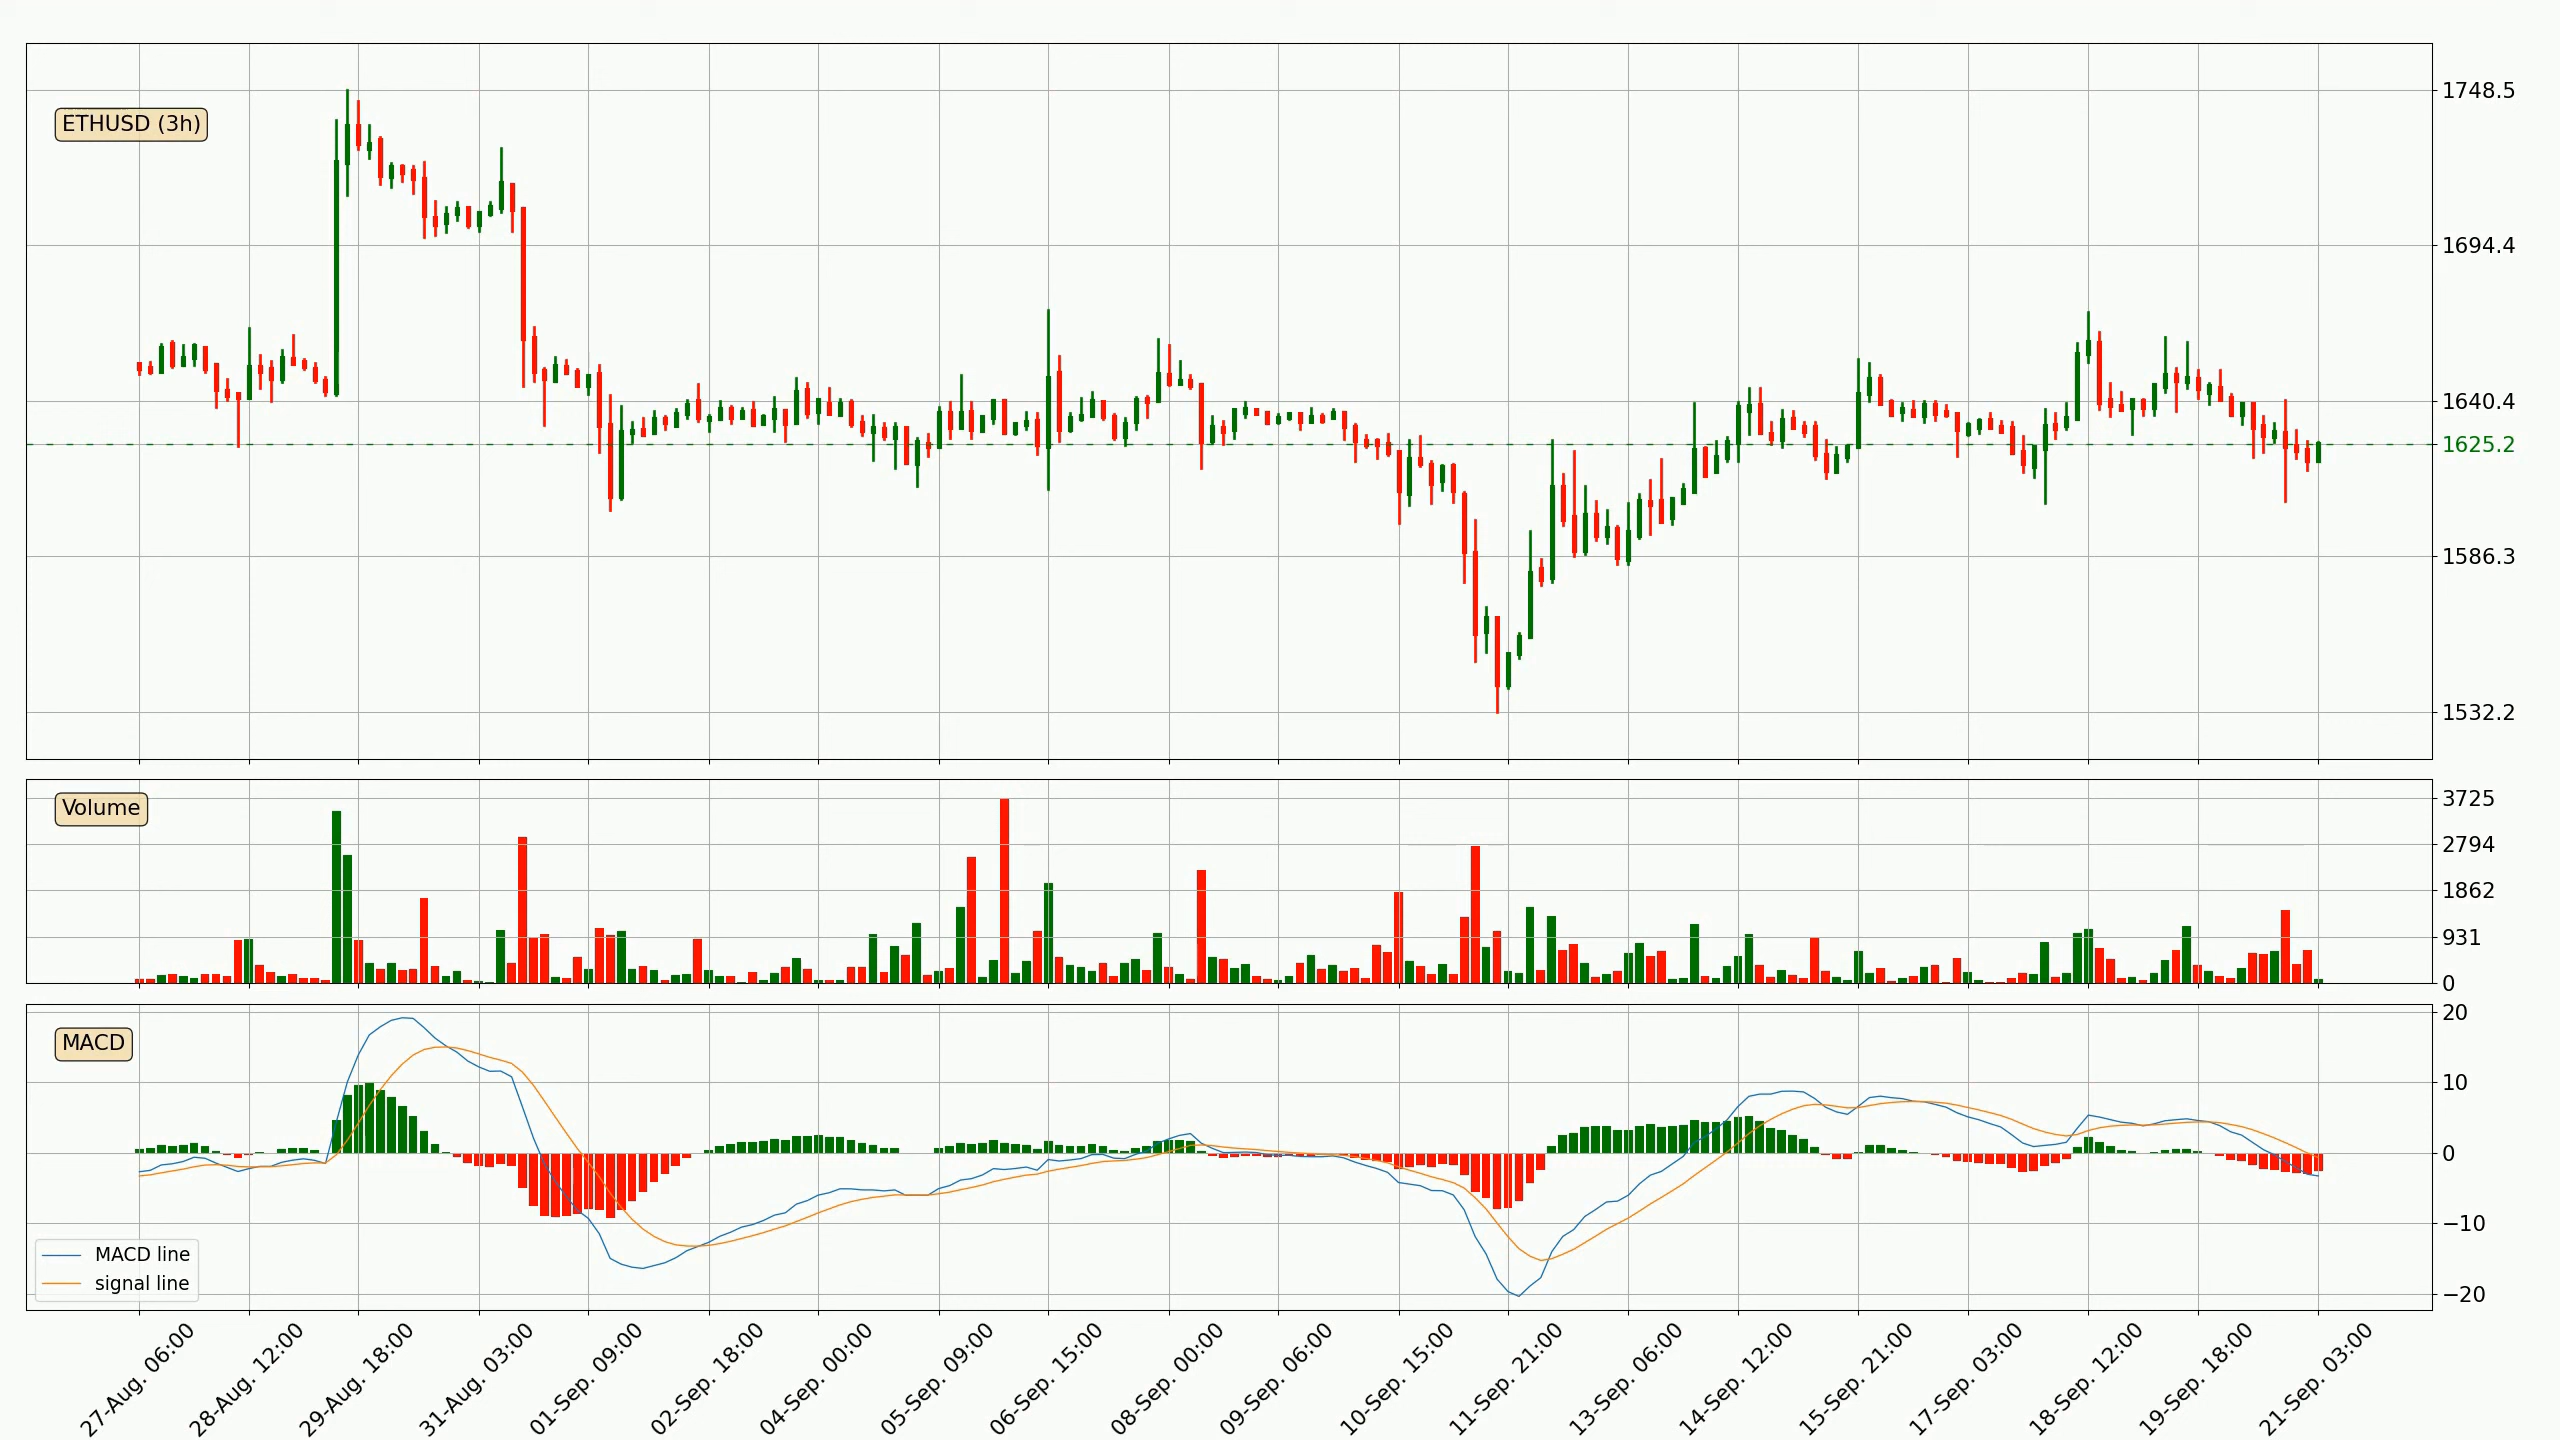 ETHUSD (3h)
1748.5
1694.4
1640.4
1625.2
1586.3
1532.2
Volume
3725
2794
1862
931
0
MACD
20
10
0
−10
−20
MACD line
signal line
27-Aug. 06:00
28-Aug. 12:00
29-Aug. 18:00
31-Aug. 03:00
01-Sep. 09:00
02-Sep. 18:00
04-Sep. 00:00
05-Sep. 09:00
06-Sep. 15:00
08-Sep. 00:00
09-Sep. 06:00
10-Sep. 15:00
11-Sep. 21:00
13-Sep. 06:00
14-Sep. 12:00
15-Sep. 21:00
17-Sep. 03:00
18-Sep. 12:00
19-Sep. 18:00
21-Sep. 03:00